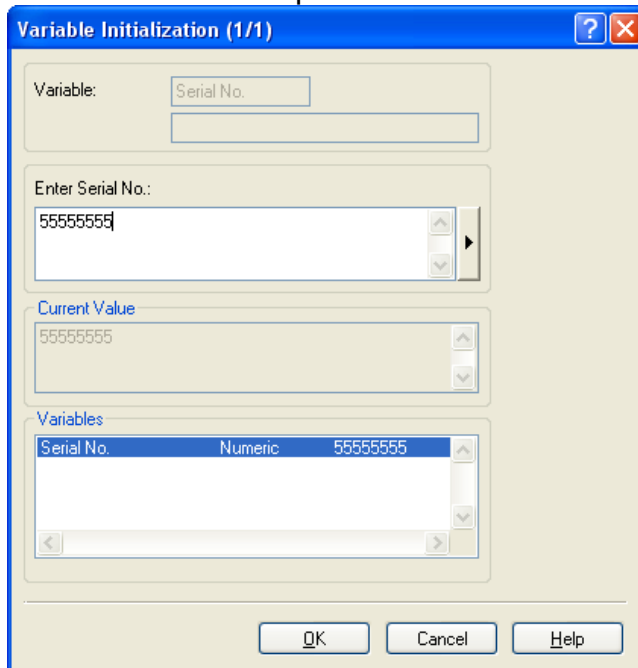 Variable Initialization (1/1)
Variable: Serial No.
Enter Serial No.:
55555555
Current Value
55555555
Variables
Serial No. Numeric 55555555
OK Cancel Help